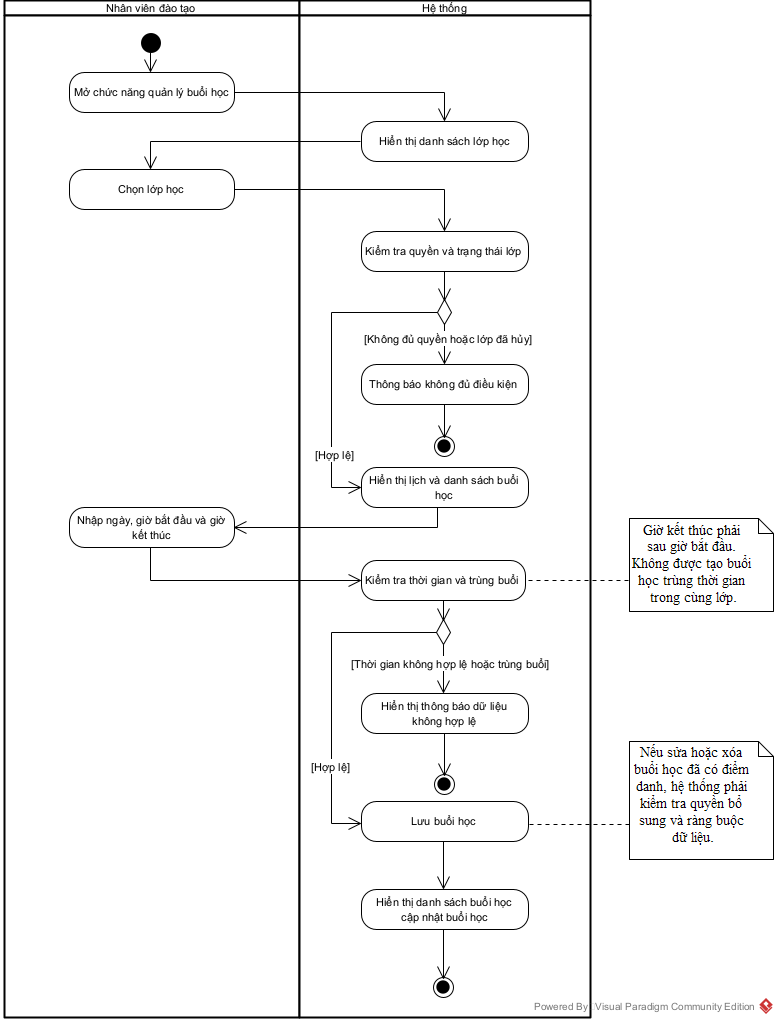 Nhân viên đào tạo
Hệ thống
Mở chức năng quản lý buổi học
Hiển thị danh sách lớp học
Chọn lớp học
Kiểm tra quyền và trạng thái lớp
[Không đủ quyền hoặc lớp đã hủy]
Thông báo không đủ điều kiện
[Hợp lệ]
Hiển thị lịch và danh sách buổi
học
Nhập ngày, giờ bắt đầu và giờ
kết thúc
Giờ kết thúc phải
sau giờ bắt đầu.
Không được tạo buổi
học trùng thời gian
trong cùng lớp.
Kiểm tra thời gian và trùng buổi
[Thời gian không hợp lệ hoặc trùng buổi]
Hiển thị thông báo dữ liệu
không hợp lệ
[Hợp lệ]
Nếu sửa hoặc xóa
buổi học đã có điểm
danh, hệ thống phải
kiểm tra quyền bổ
sung và ràng buộc
dữ liệu.
Lưu buổi học
Hiển thị danh sách buổi học
cập nhật buổi học
Powered By Visual Paradigm Community Edition